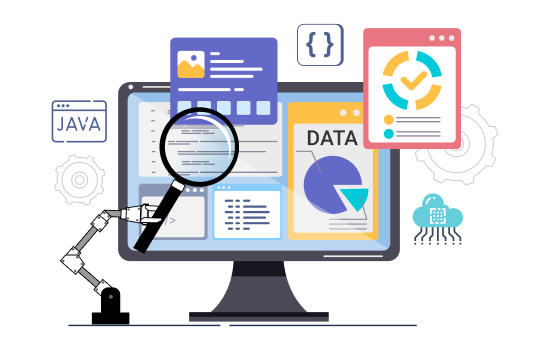 { }
JAVA
DATA
/>